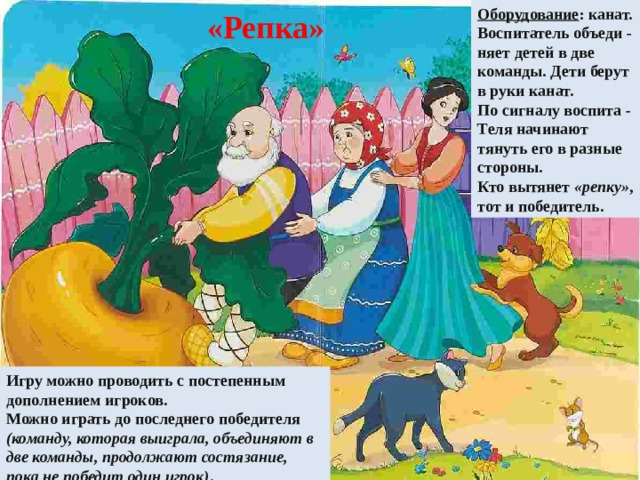 «Репка»
Оборудование: канат.
Воспитатель объеди -
няет детей в две
команды. Дети берут
в руки канат.
По сигналу воспита -
Теля начинают
тянуть его в разные
стороны.
Кто вытянет «репку»,
тот и победитель.
Игру можно проводить с постепенным
дополнением игроков.
Можно играть до последнего победителя
(команду, которая выиграла, объединяют в
две команды, продолжают состязание,
пока не победит один игрок).